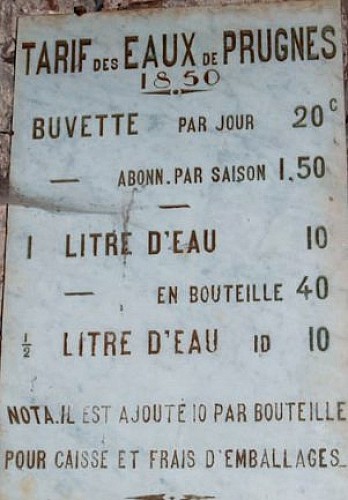 TARIF DES EAUX DE PRUGNES
1850
BUVETTE PAR JOUR 20c
— ABONN. PAR SAISON 1.50
1 LITRE D'EAU 10
— EN BOUTEILLE 40
½ LITRE D'EAU ID 10
NOTA. IL EST AJOUTÉ 10 PAR BOUTEILLE
POUR CAISSE ET FRAIS D'EMBALLAGES_